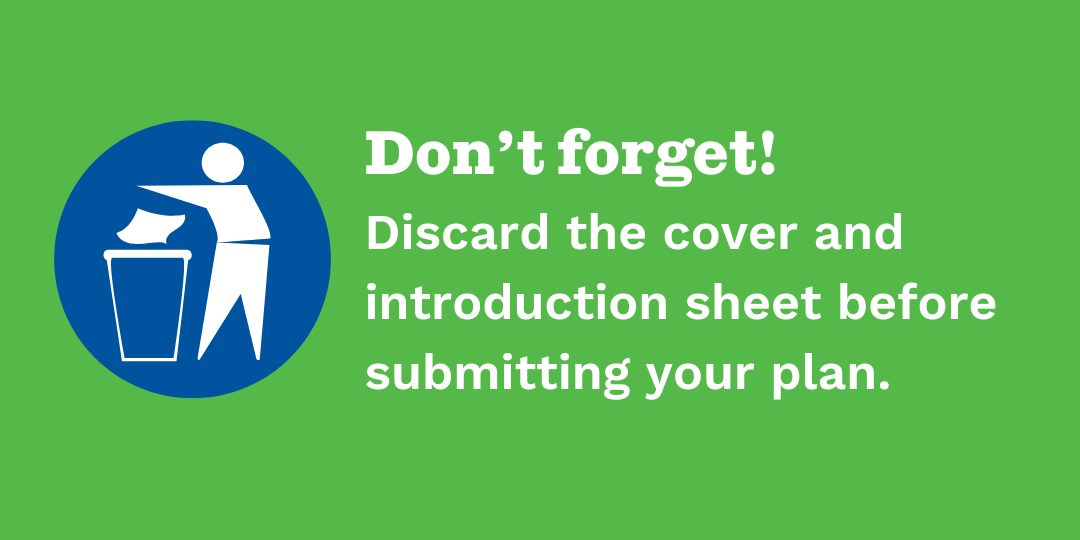 Don’t forget!
Discard the cover and
introduction sheet before
submitting your plan.